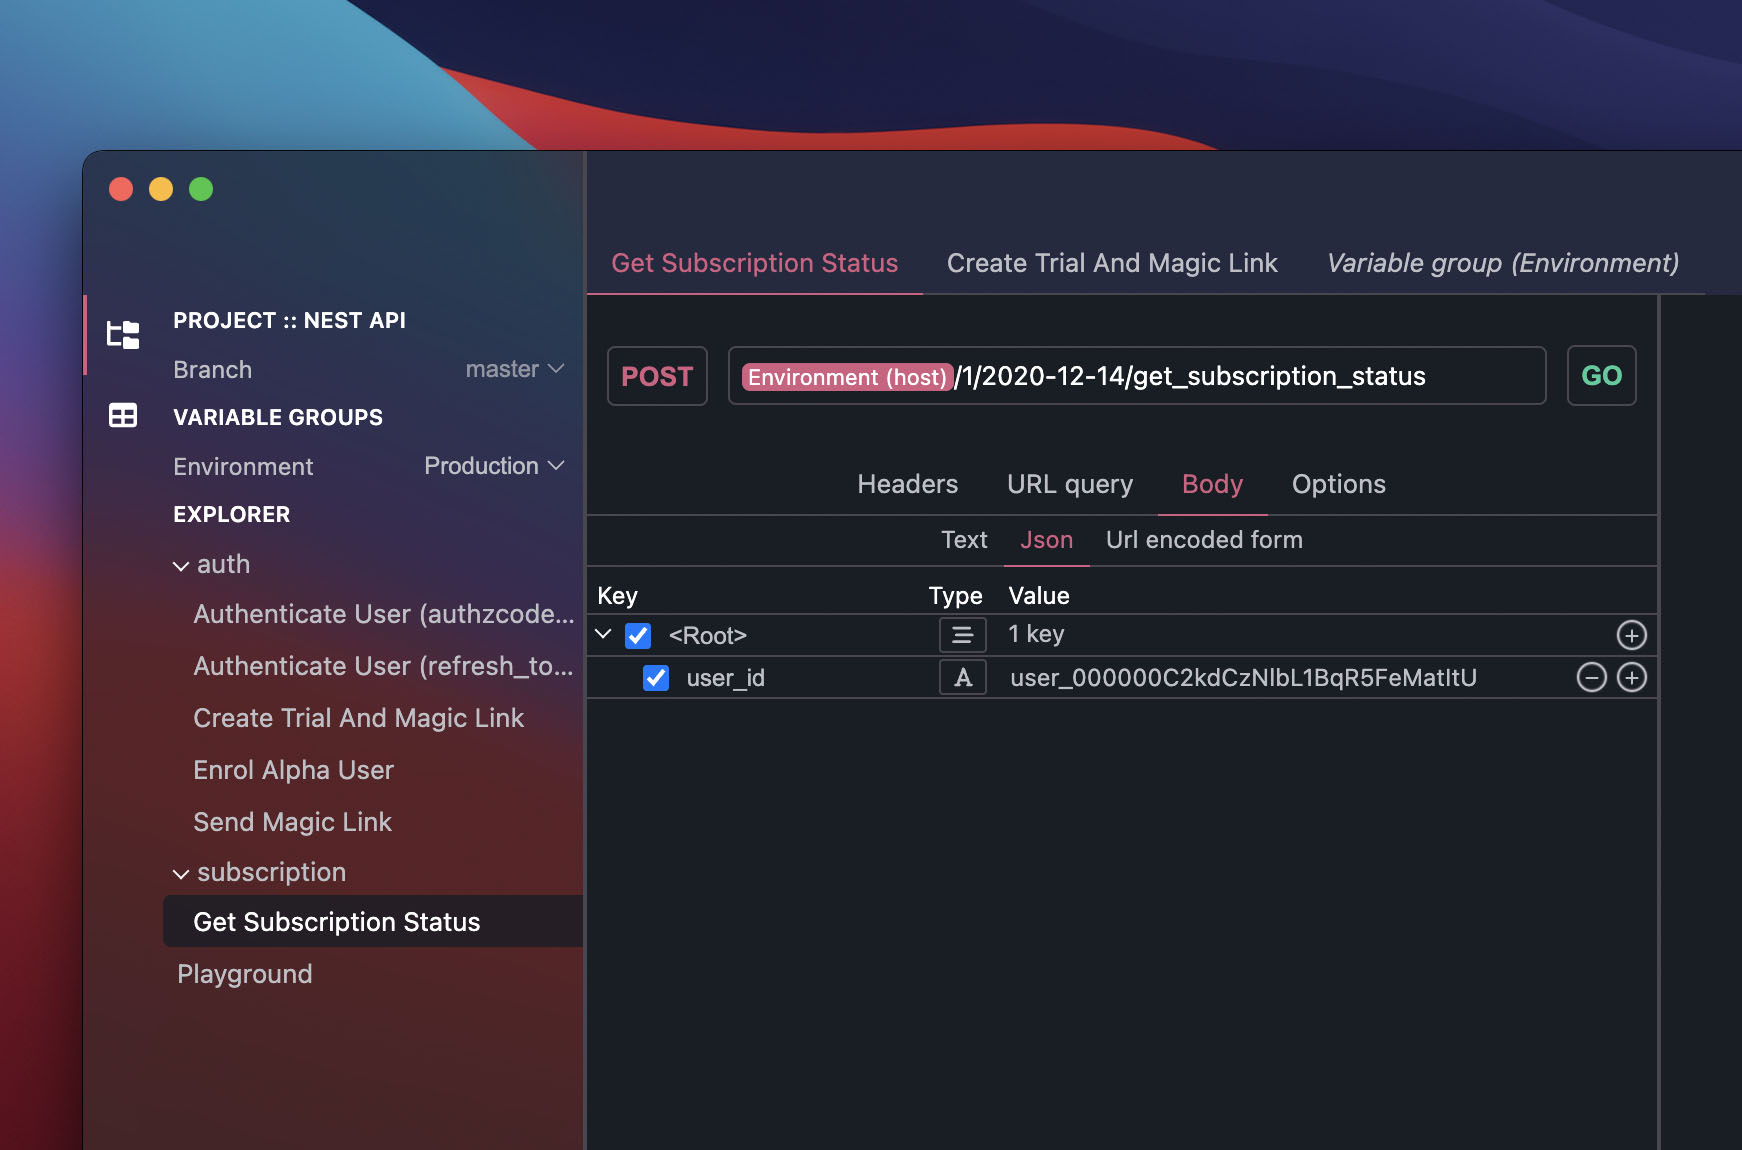 PROJECT :: NEST API
Branch master
VARIABLE GROUPS
Environment Production
EXPLORER
auth
Authenticate User (authzcode...
Authenticate User (refresh_to...
Create Trial And Magic Link
Enrol Alpha User
Send Magic Link
subscription
Get Subscription Status
Playground
Get Subscription Status Create Trial And Magic Link Variable group (Environment)
POST Environment (host)/1/2020-12-14/get_subscription_status GO
Headers URL query Body Options
Text Json Url encoded form
Key Type Value
<Root> 1 key
user_id A user_000000C2kdCzNlbL1BqR5FeMatItU